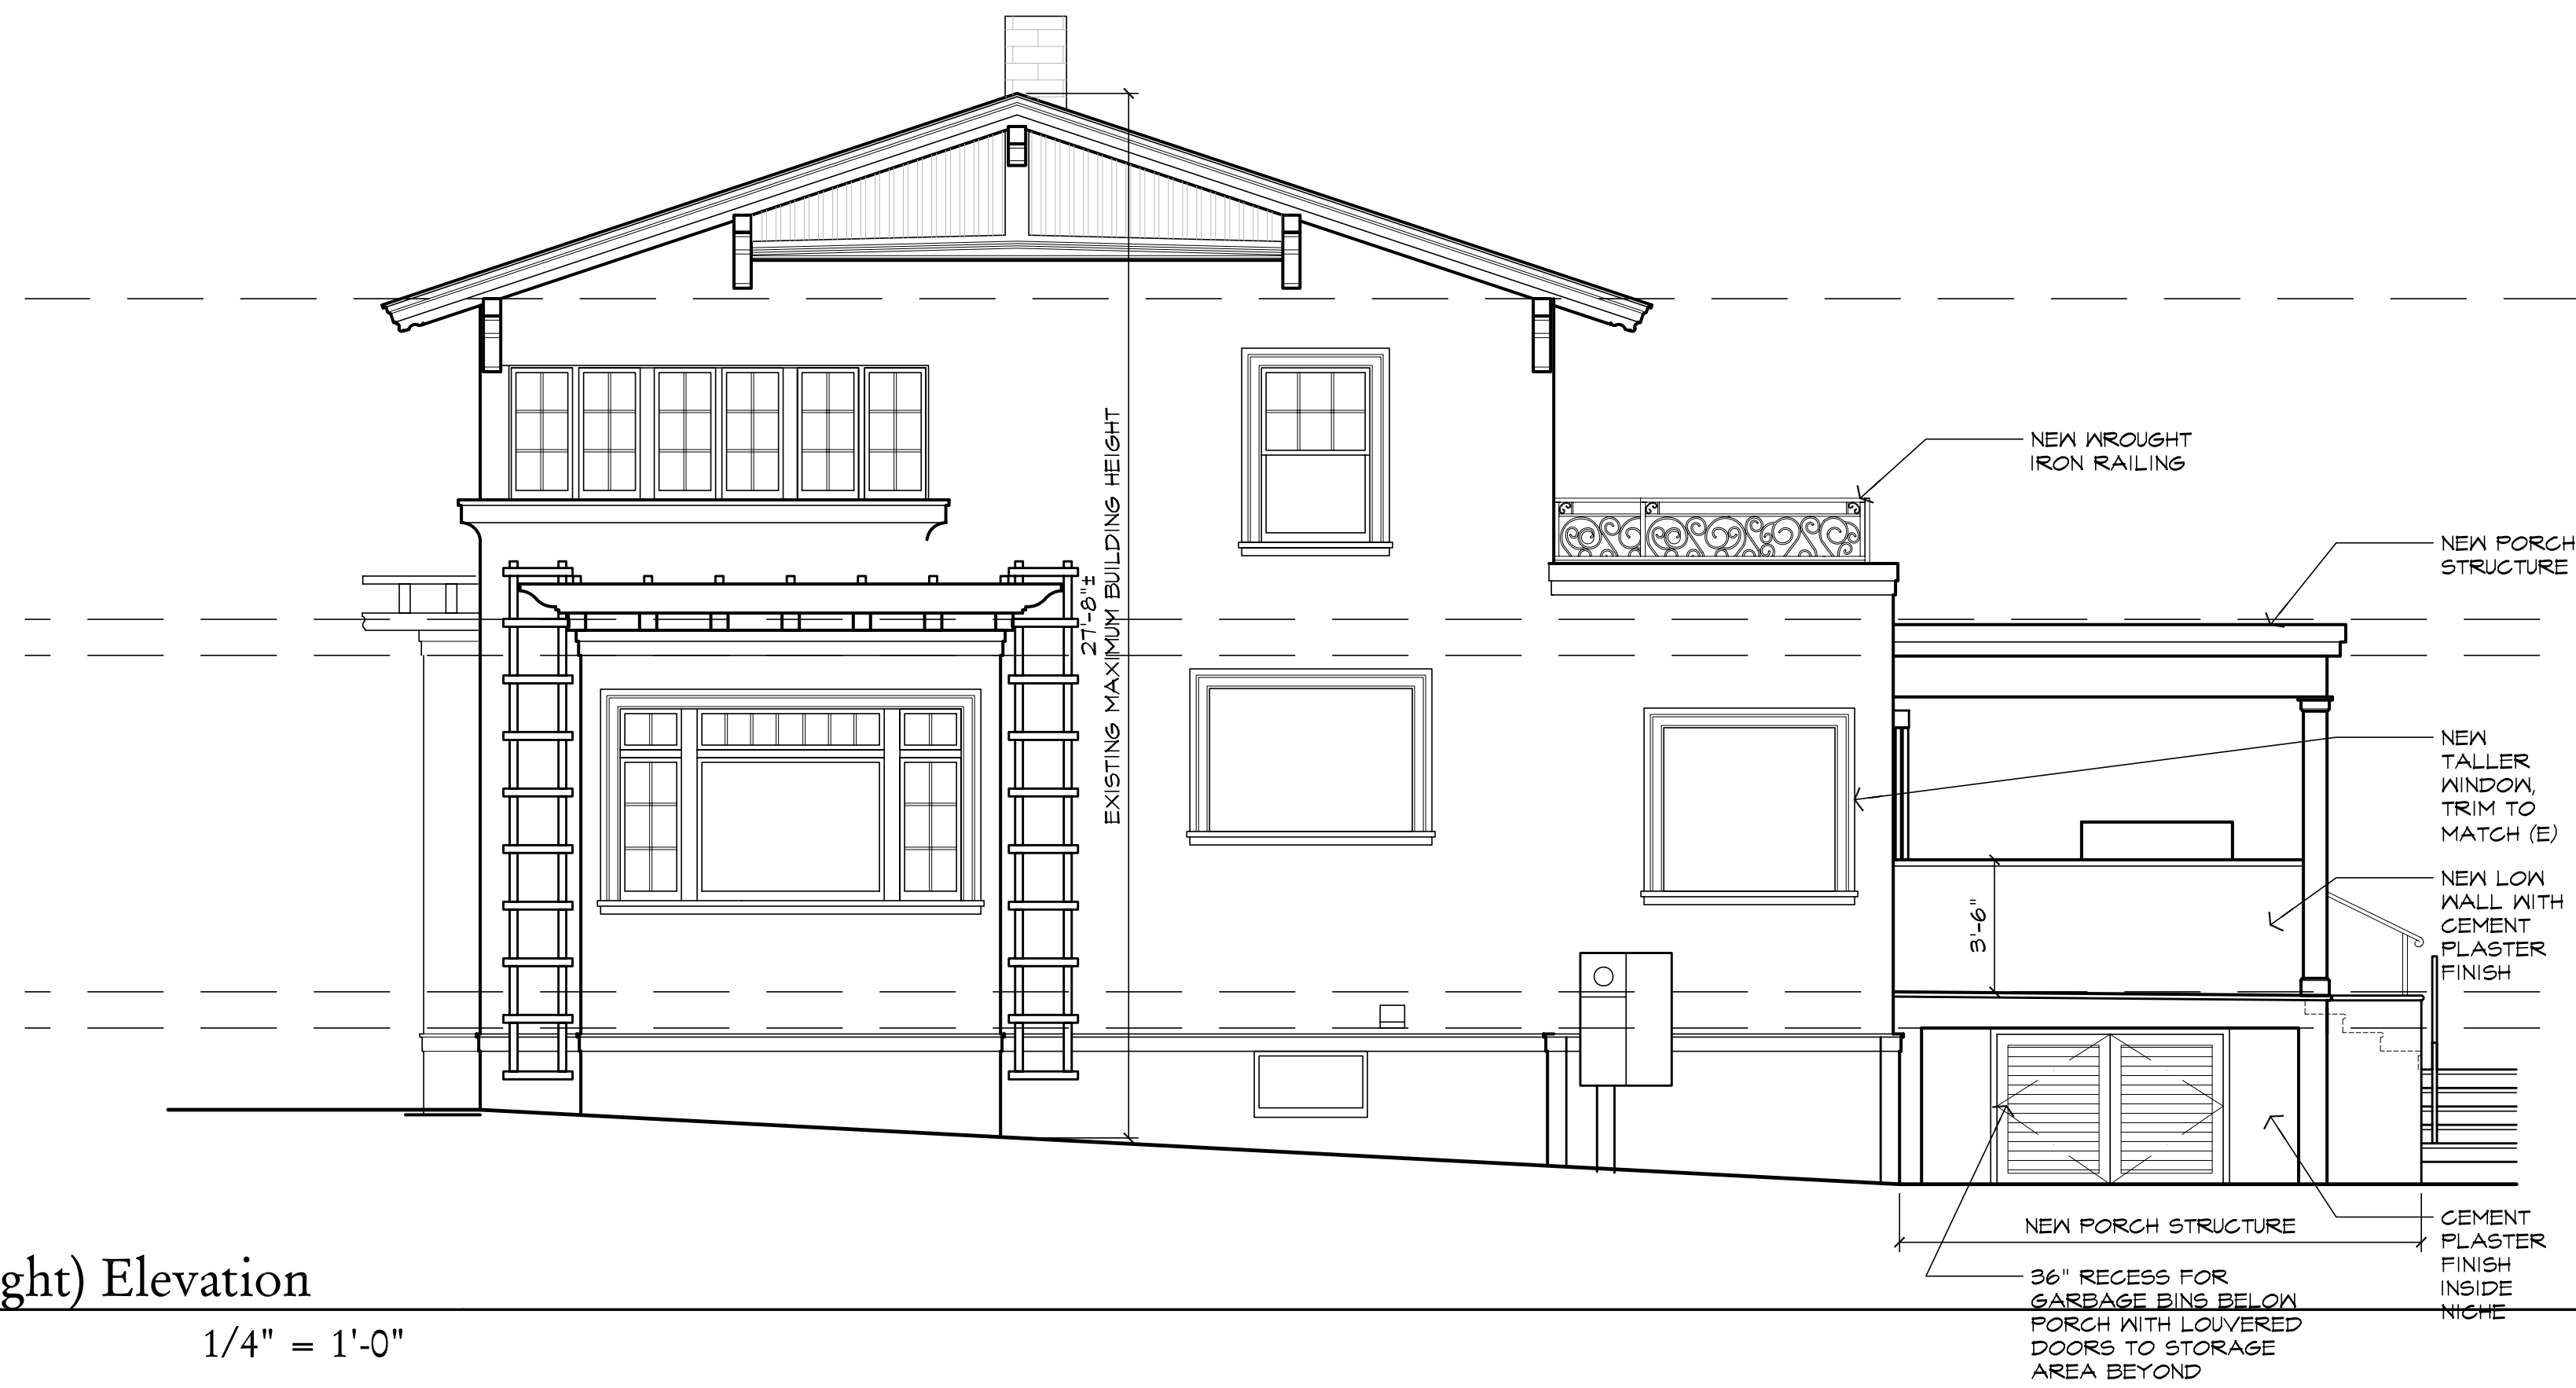 NEW WROUGHT
IRON RAILING
NEW PORCH
STRUCTURE
27'-8"±
EXISTING MAXIMUM BUILDING HEIGHT
NEW
TALLER
WINDOW,
TRIM TO
MATCH (E)
NEW LOW
WALL WITH
CEMENT
PLASTER
FINISH
3'-6"
NEW PORCH STRUCTURE
CEMENT
PLASTER
FINISH
INSIDE
NICHE
36" RECESS FOR
GARBAGE BINS BELOW
PORCH WITH LOUVERED
DOORS TO STORAGE
AREA BEYOND
ght) Elevation
1/4" = 1'-0"